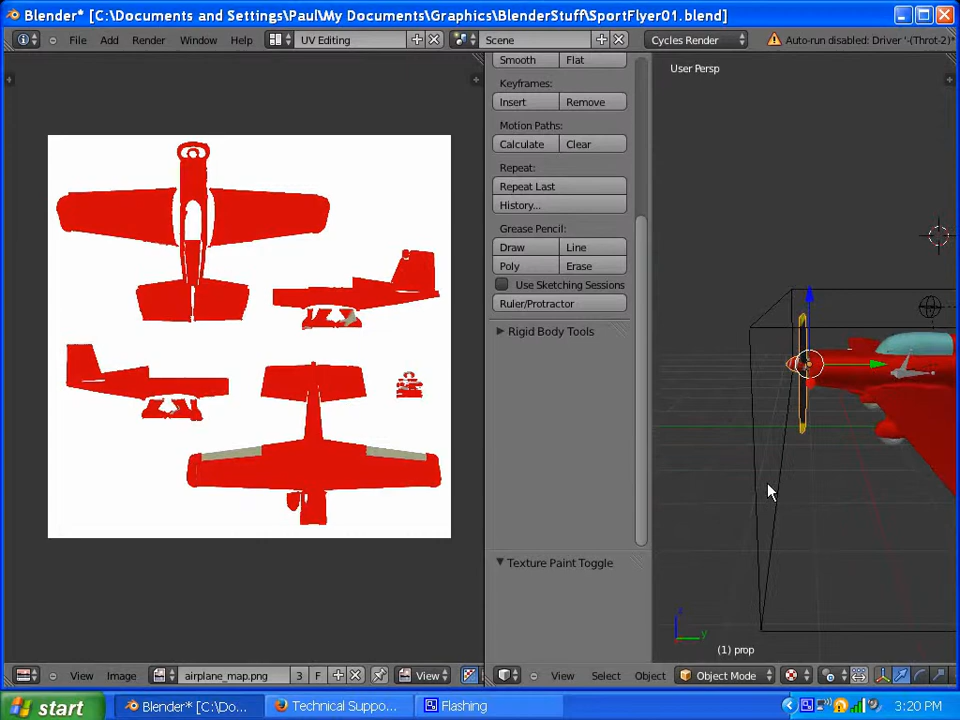 Blender* [C:\Documents and Settings\Paul\My Documents\Graphics\BlenderStuff\SportFlyer01.blend]
File Add Render Window Help UV Editing Scene Cycles Render Auto-run disabled: Driver '-(Throt-2)*
Smooth Flat
User Persp
Keyframes:
Insert Remove
Motion Paths:
Calculate Clear
Repeat:
Repeat Last
History...
Grease Pencil:
Draw Line
Poly Erase
Use Sketching Sessions
Ruler/Protractor
Rigid Body Tools
Texture Paint Toggle
z
y
(1) prop
View Image airplane_map.png 3 F View
View Select Object Object Mode
start Blender* [C:\Do... Technical Suppo... Flashing 3:20 PM